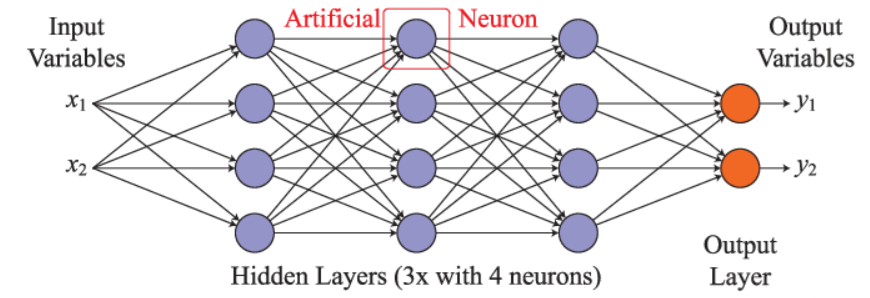 Input
Variables
Artificial
Neuron
Output
Variables
x1
y1
x2
y2
Hidden Layers (3x with 4 neurons)
Output
Layer